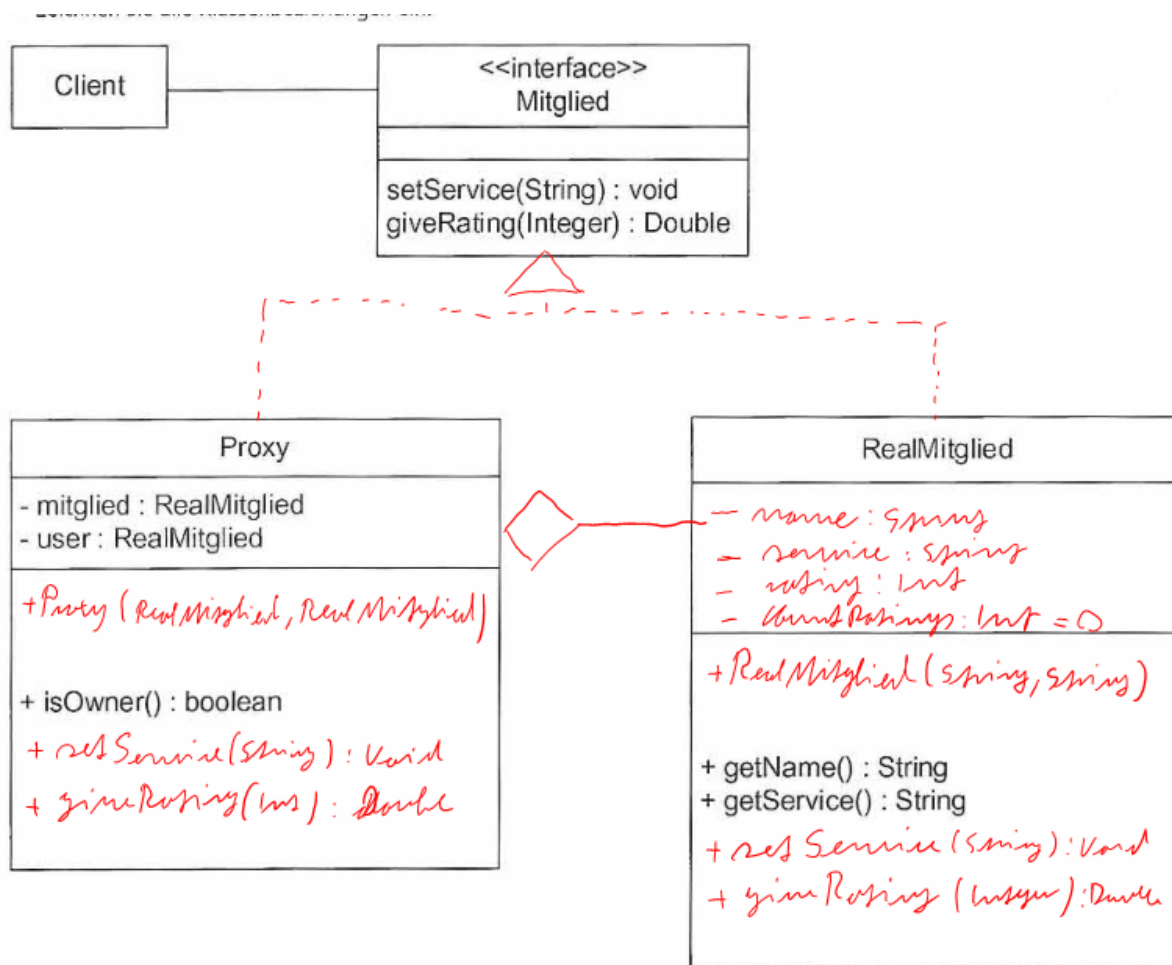 Client
<<interface>>
Mitglied
setService(String) : void
giveRating(Integer) : Double
Proxy
- mitglied : RealMitglied
- user : RealMitglied
+ Proxy (RealMitglied, RealMitglied)
+ isOwner() : boolean
+ setService(String) : Void
+ giveRating(Int) : Double
RealMitglied
- name : String
- service : String
- rating : Int
- countRatings : Int = 0
+ RealMitglied (String, String)
+ getName() : String
+ getService() : String
+ setService (String) : Void
+ giveRating (Integer) : Double